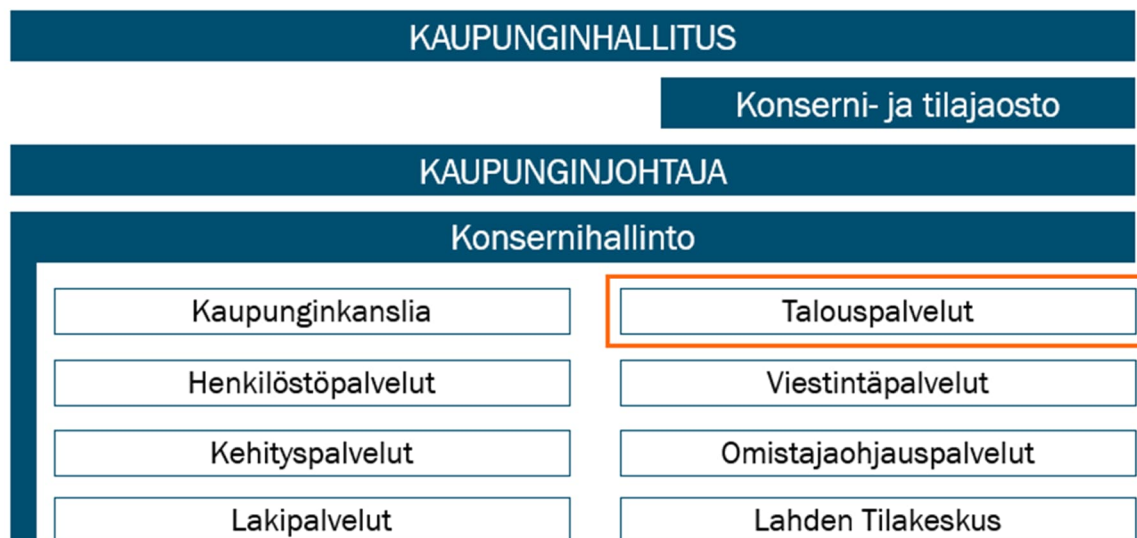 KAUPUNGINHALLITUS
Konserni- ja tilajaosto
KAUPUNGINJOHTAJA
Konsernihallinto
Kaupunginkanslia
Talouspalvelut
Henkilöstöpalvelut
Viestintäpalvelut
Kehityspalvelut
Omistajaohjauspalvelut
Lakipalvelut
Lahden Tilakeskus